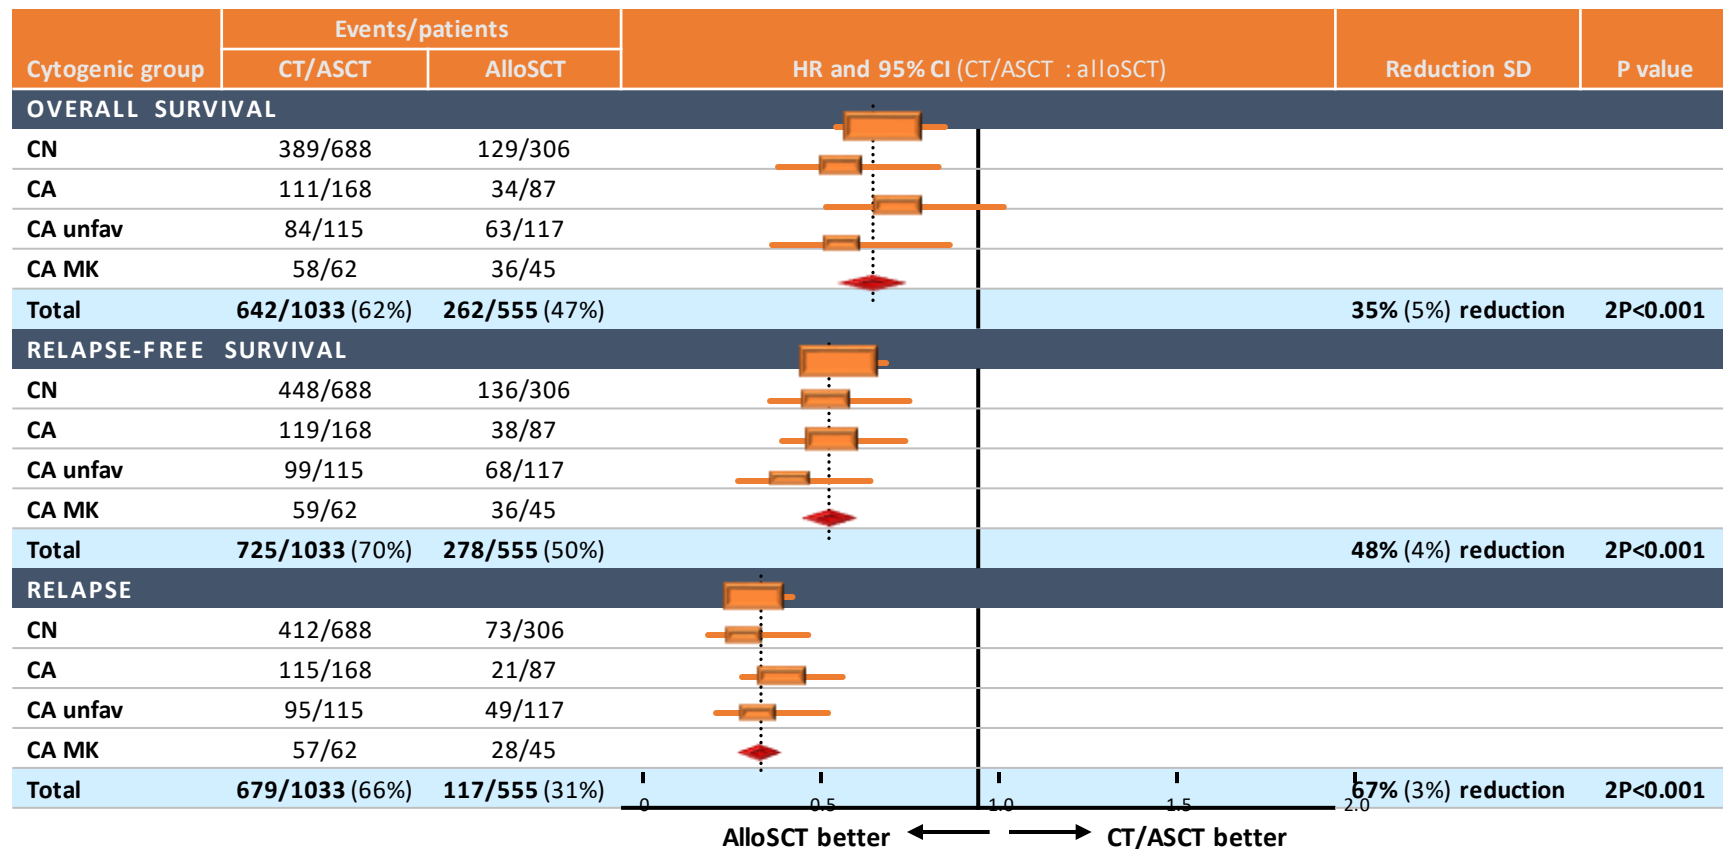 Events/patients
Cytogenic group CT/ASCT AlloSCT HR and 95% CI (CT/ASCT : alloSCT) Reduction SD P value
OVERALL SURVIVAL
CN 389/688 129/306
CA 111/168 34/87
CA unfav 84/115 63/117
CA MK 58/62 36/45
Total 642/1033 (62%) 262/555 (47%) 35% (5%) reduction 2P<0.001
RELAPSE-FREE SURVIVAL
CN 448/688 136/306
CA 119/168 38/87
CA unfav 99/115 68/117
CA MK 59/62 36/45
Total 725/1033 (70%) 278/555 (50%) 48% (4%) reduction 2P<0.001
RELAPSE
CN 412/688 73/306
CA 115/168 21/87
CA unfav 95/115 49/117
CA MK 57/62 28/45
Total 679/1033 (66%) 117/555 (31%) 67% (3%) reduction 2P<0.001
0 0.5 1.0 1.5 2.0
AlloSCT better CT/ASCT better